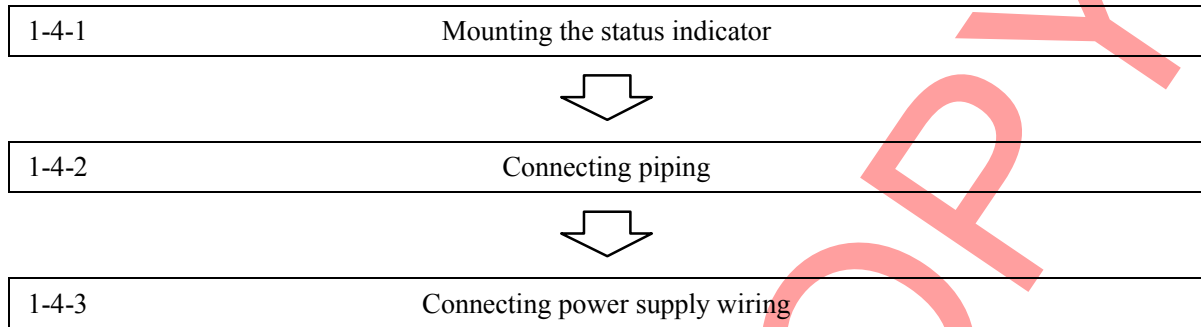 1-4-1 Mounting the status indicator
1-4-2 Connecting piping
1-4-3 Connecting power supply wiring
OPY